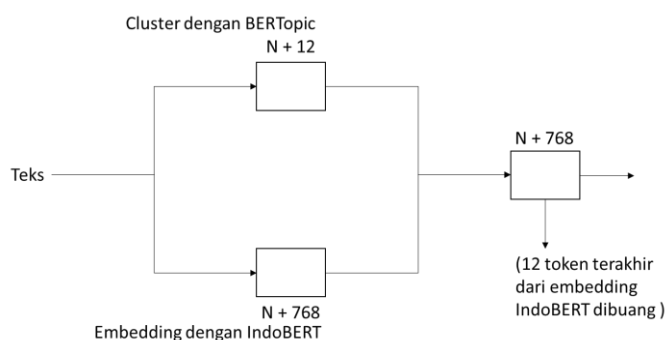 Cluster dengan BERTopic
N + 12
Teks
N + 768
N + 768
Embedding dengan IndoBERT
(12 token terakhir
dari embedding
IndoBERT dibuang )